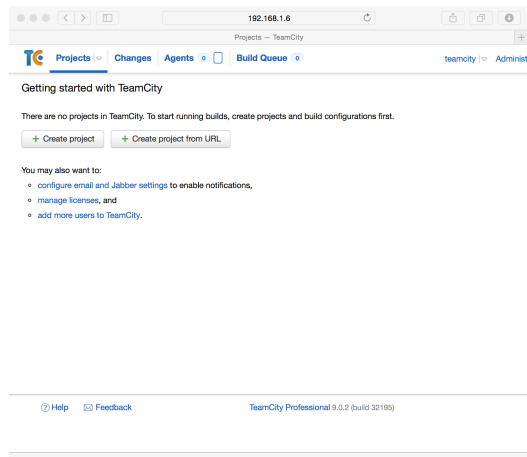 192.168.1.6
Projects — TeamCity
TC Projects Changes Agents 0 Build Queue 0 teamcity Administ
Getting started with TeamCity
There are no projects in TeamCity. To start running builds, create projects and build configurations first.
+ Create project + Create project from URL
You may also want to:
configure email and Jabber settings to enable notifications,
manage licenses, and
add more users to TeamCity.
? Help Feedback TeamCity Professional 9.0.2 (build 32195)